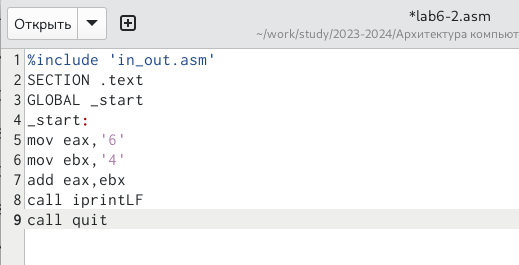 Открыть
*lab6-2.asm
~/work/study/2023-2024/Архитектура компьют
1 %include 'in_out.asm'
2 SECTION .text
3 GLOBAL _start
4 _start:
5 mov eax,'6'
6 mov ebx,'4'
7 add eax,ebx
8 call iprintLF
9 call quit